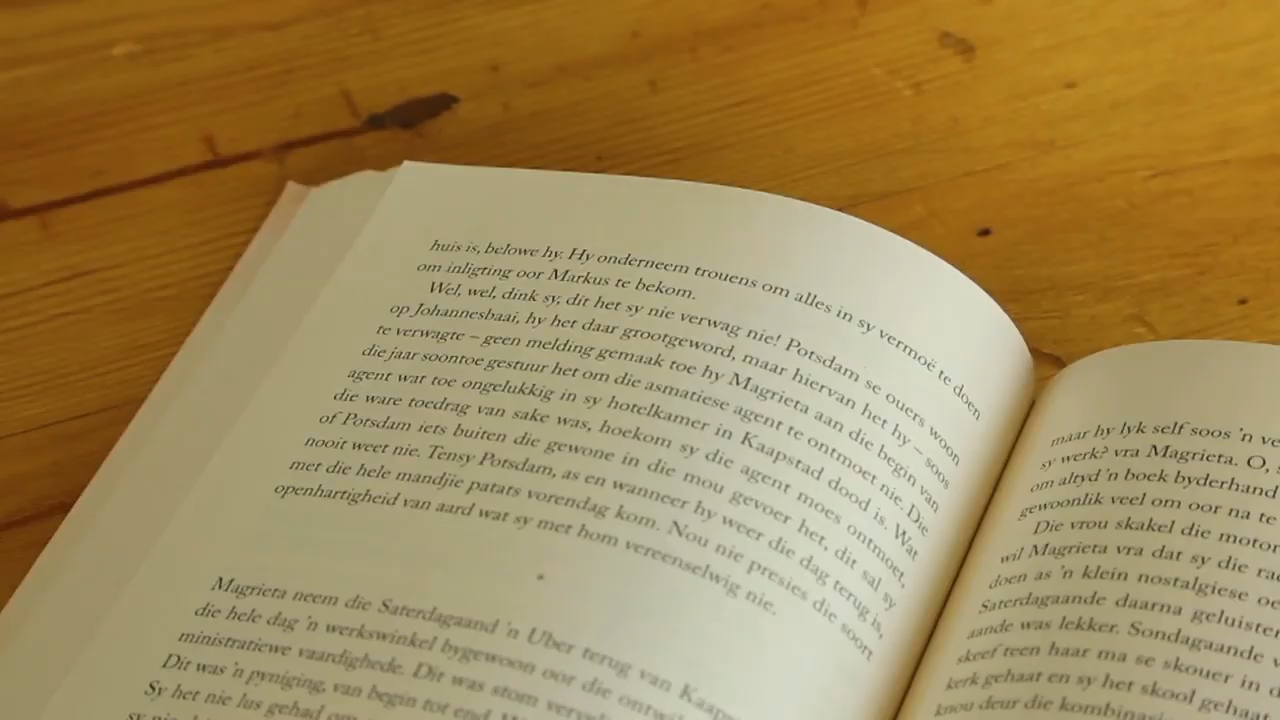 huis is, belowe hy. Hy onderneem trouens om alles in sy vermoë te doen
om inligting oor Markus te bekom.
Wel, wel, dink sy, dít het sy nie verwag nie! Potsdam se ouers woon
op Johannesbaai, hy het daar grootgeword, maar hiervan het hy – soos
te verwagte – geen melding gemaak toe hy Magrieta aan die begin van
die jaar soontoe gestuur het om die asmatiese agent te ontmoet nie. Die
agent wat toe ongelukkig in sy hotelkamer in Kaapstad dood is. Wat
die ware toedrag van sake was, hoekom sy die agent moes ontmoet,
of Potsdam iets buiten die gewone in die mou gevoer het, dit sal sy
nooit weet nie. Tensy Potsdam, as en wanneer hy weer die dag terug is,
met die hele mandjie patats vorendag kom. Nou nie presies die soort
openhartigheid van aard wat sy met hom vereenselwig nie.
*
Magrieta neem die Saterdagaand 'n Uber terug van
die hele dag 'n werkswinkel bygewoon oor die
ministratiewe vaardighede. Dit was stom
Dit was 'n pyniging, van begin tot end.
Sy het nie lus gehad
maar hy lyk self soos 'n
sy werk? vra Magrieta. O,
om altyd 'n boek byderhand
gewoonlik veel om oor na te
Die vrou skakel die
wil Magrieta vra dat sy die
doen as 'n klein nostalgiese
Saterdagaande daarna
aande was lekker. Sondagaande
skeef teen haar ma se skouer in
kerk gehaat en sy het skool
knou deur die